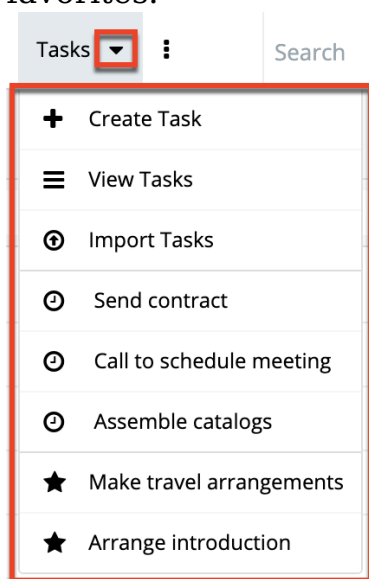 favorites.
Tasks
Search
Create Task
View Tasks
Import Tasks
Send contract
Call to schedule meeting
Assemble catalogs
Make travel arrangements
Arrange introduction